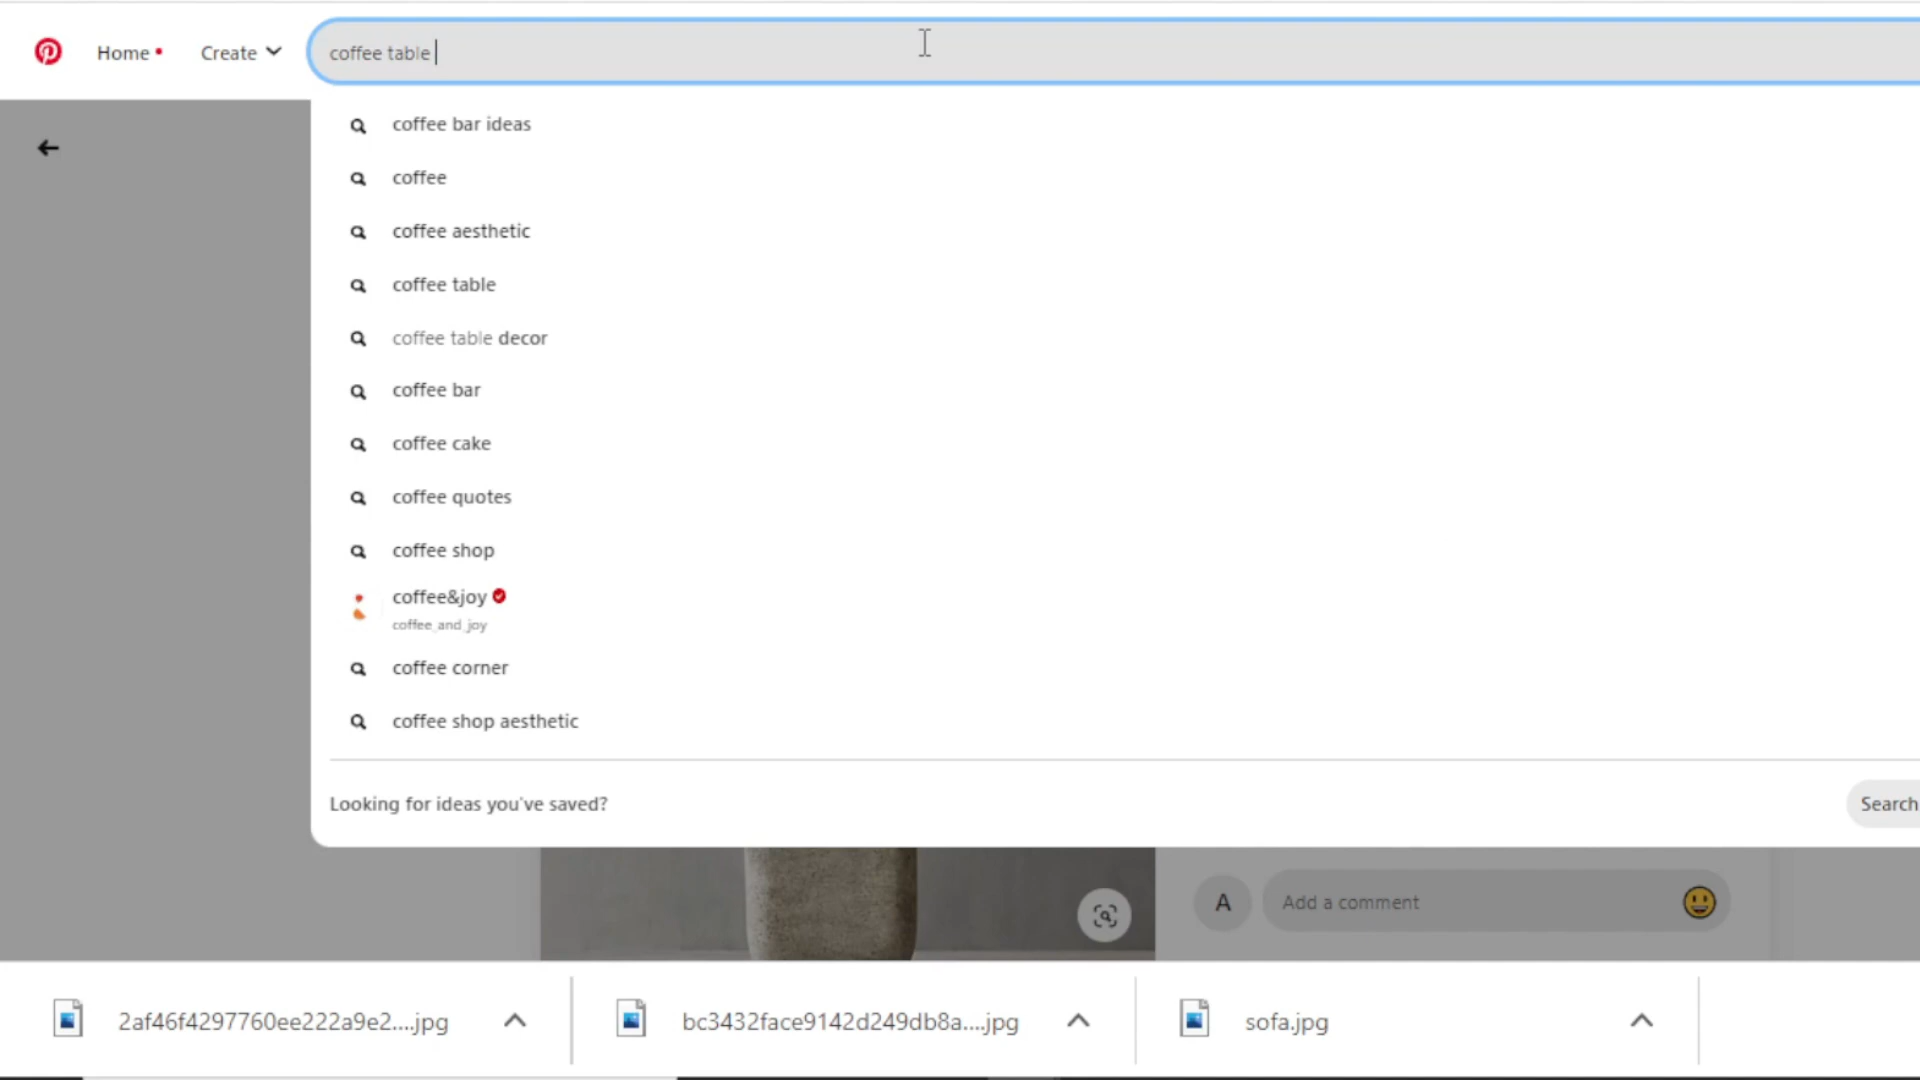 Home
Create
coffee table
coffee bar ideas
coffee
coffee aesthetic
coffee table
coffee table decor
coffee bar
coffee cake
coffee quotes
coffee shop
coffee&joy
coffee_and_joy
coffee corner
coffee shop aesthetic
Looking for ideas you've saved?
Search
A
Add a comment
2af46f4297760ee222a9e2....jpg
bc3432face9142d249db8a....jpg
sofa.jpg